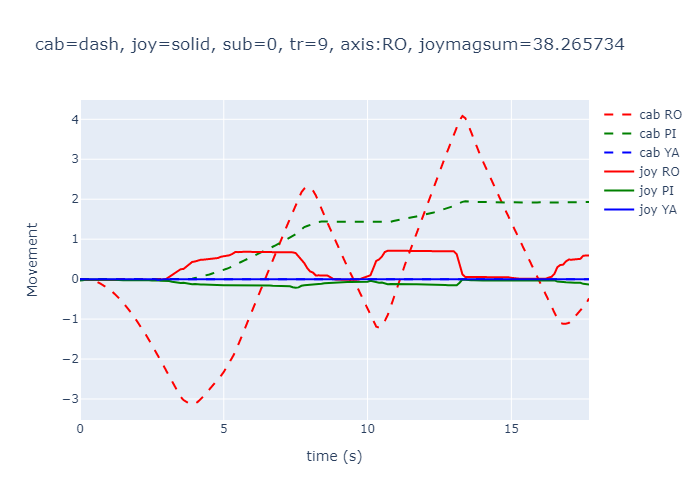 cab=dash, joy=solid, sub=0, tr=9, axis:RO, joymagsum=38.265734
Movement
4
3
2
1
0
−1
−2
−3
0
5
10
15
time (s)
cab RO
cab PI
cab YA
joy RO
joy PI
joy YA